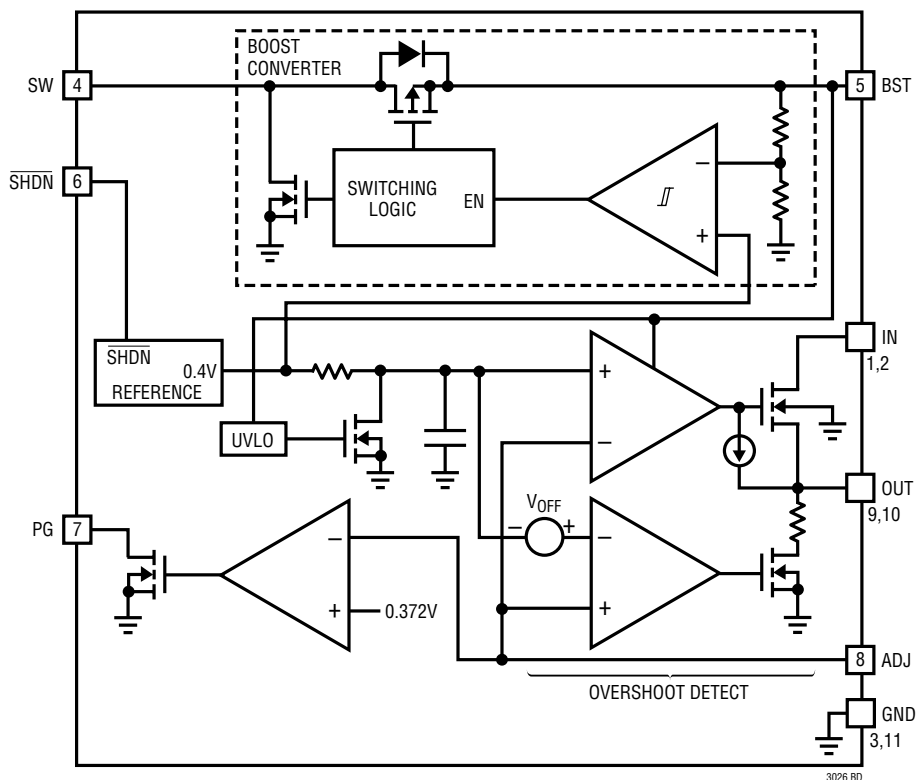 BOOST
CONVERTER
SW 4
5 BST
SHDN 6
SWITCHING
LOGIC
EN
−
+
SHDN
0.4V
REFERENCE
IN
1,2
+
UVLO
−
OUT
9,10
VOFF
PG 7
− +
−
−
+ 0.372V
+
8 ADJ
OVERSHOOT DETECT
GND
3,11
3026 BD